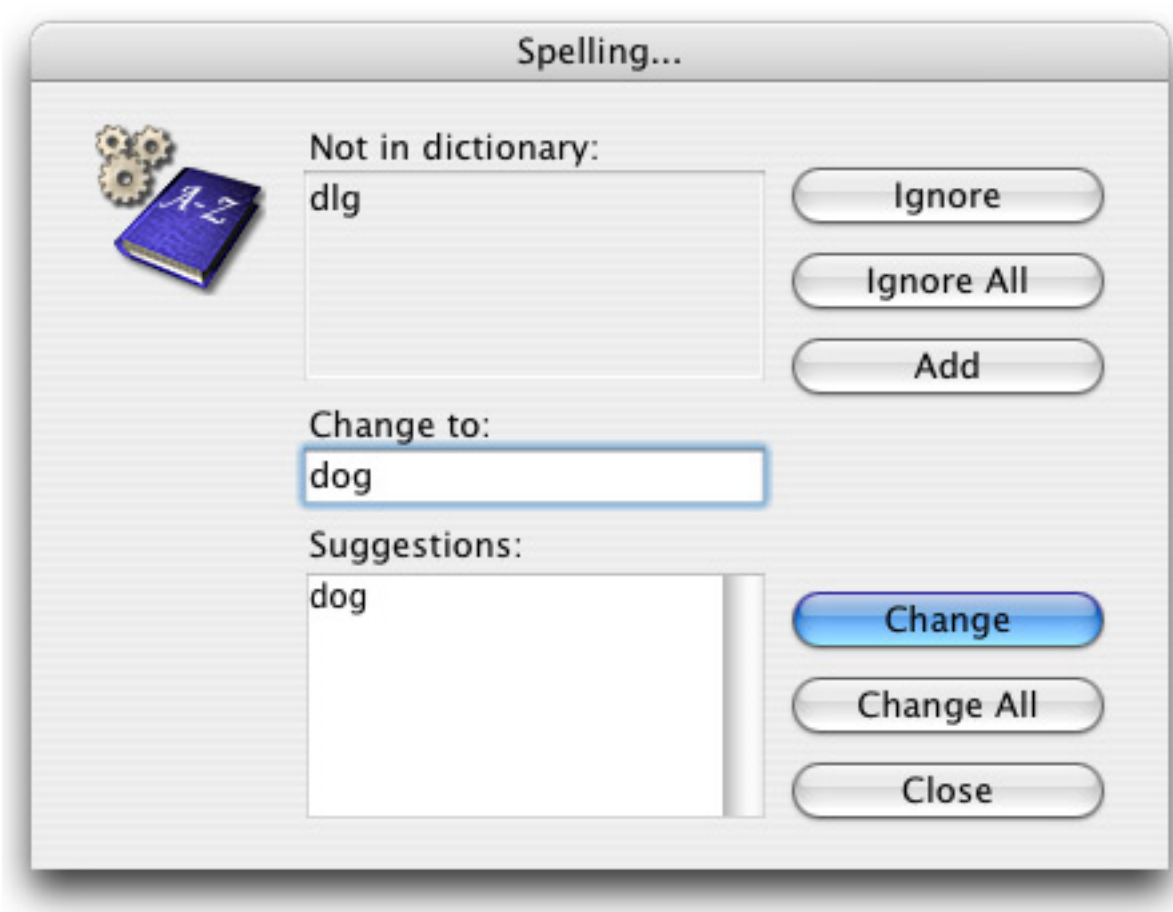 Spelling...
Not in dictionary:
dlg
Ignore
Ignore All
Add
A-Z
Change to:
dog
Suggestions:
dog
Change
Change All
Close